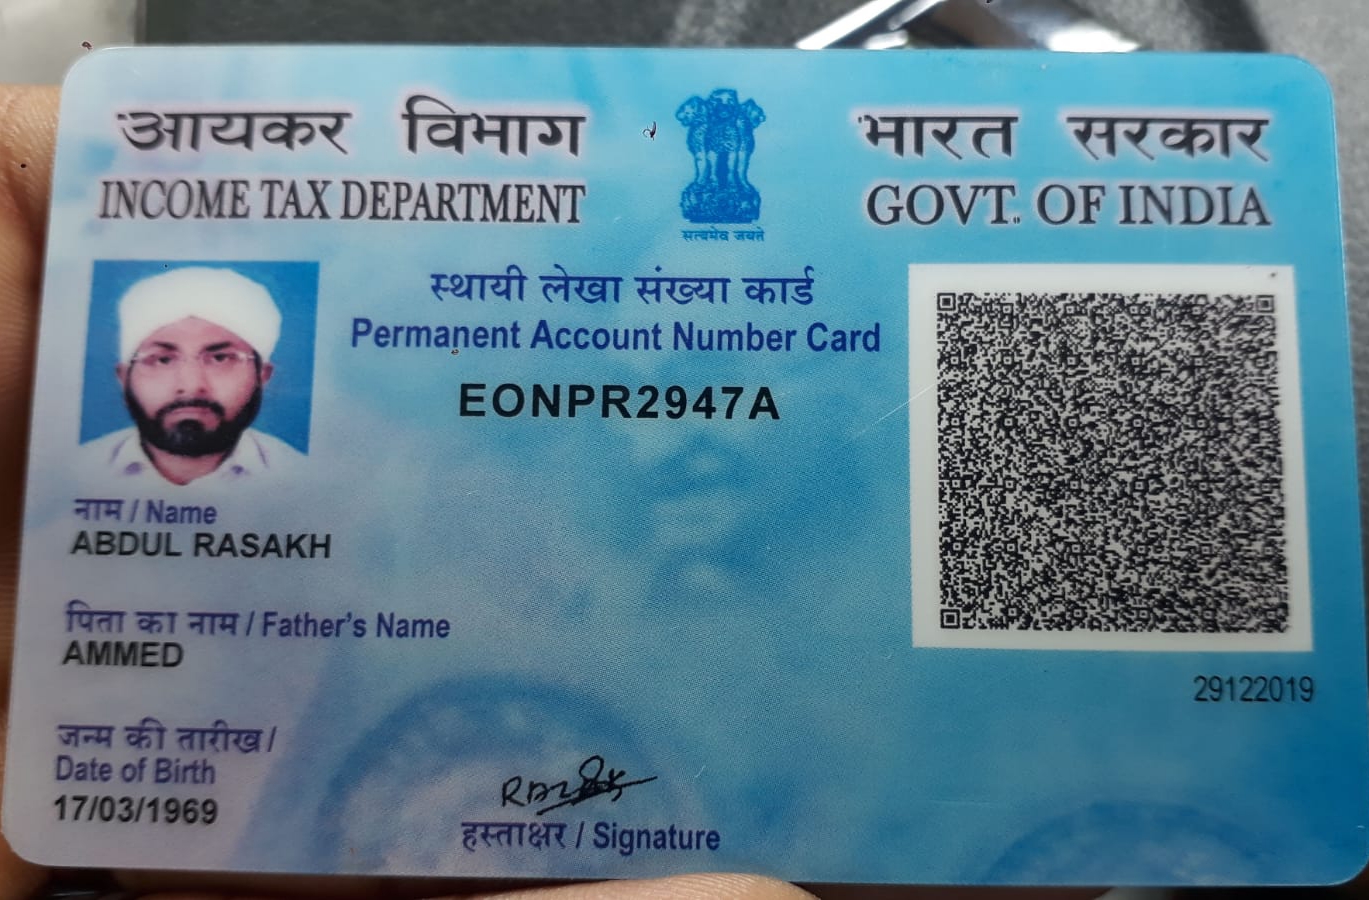 आयकर विभाग
INCOME TAX DEPARTMENT
सत्यमेव जयते
भारत सरकार
GOVT. OF INDIA
स्थायी लेखा संख्या कार्ड
Permanent Account Number Card
EONPR2947A
नाम / Name
ABDUL RASAKH
पिता का नाम / Father's Name
AMMED
29122019
जन्म की तारीख /
Date of Birth
17/03/1969
हस्ताक्षर / Signature